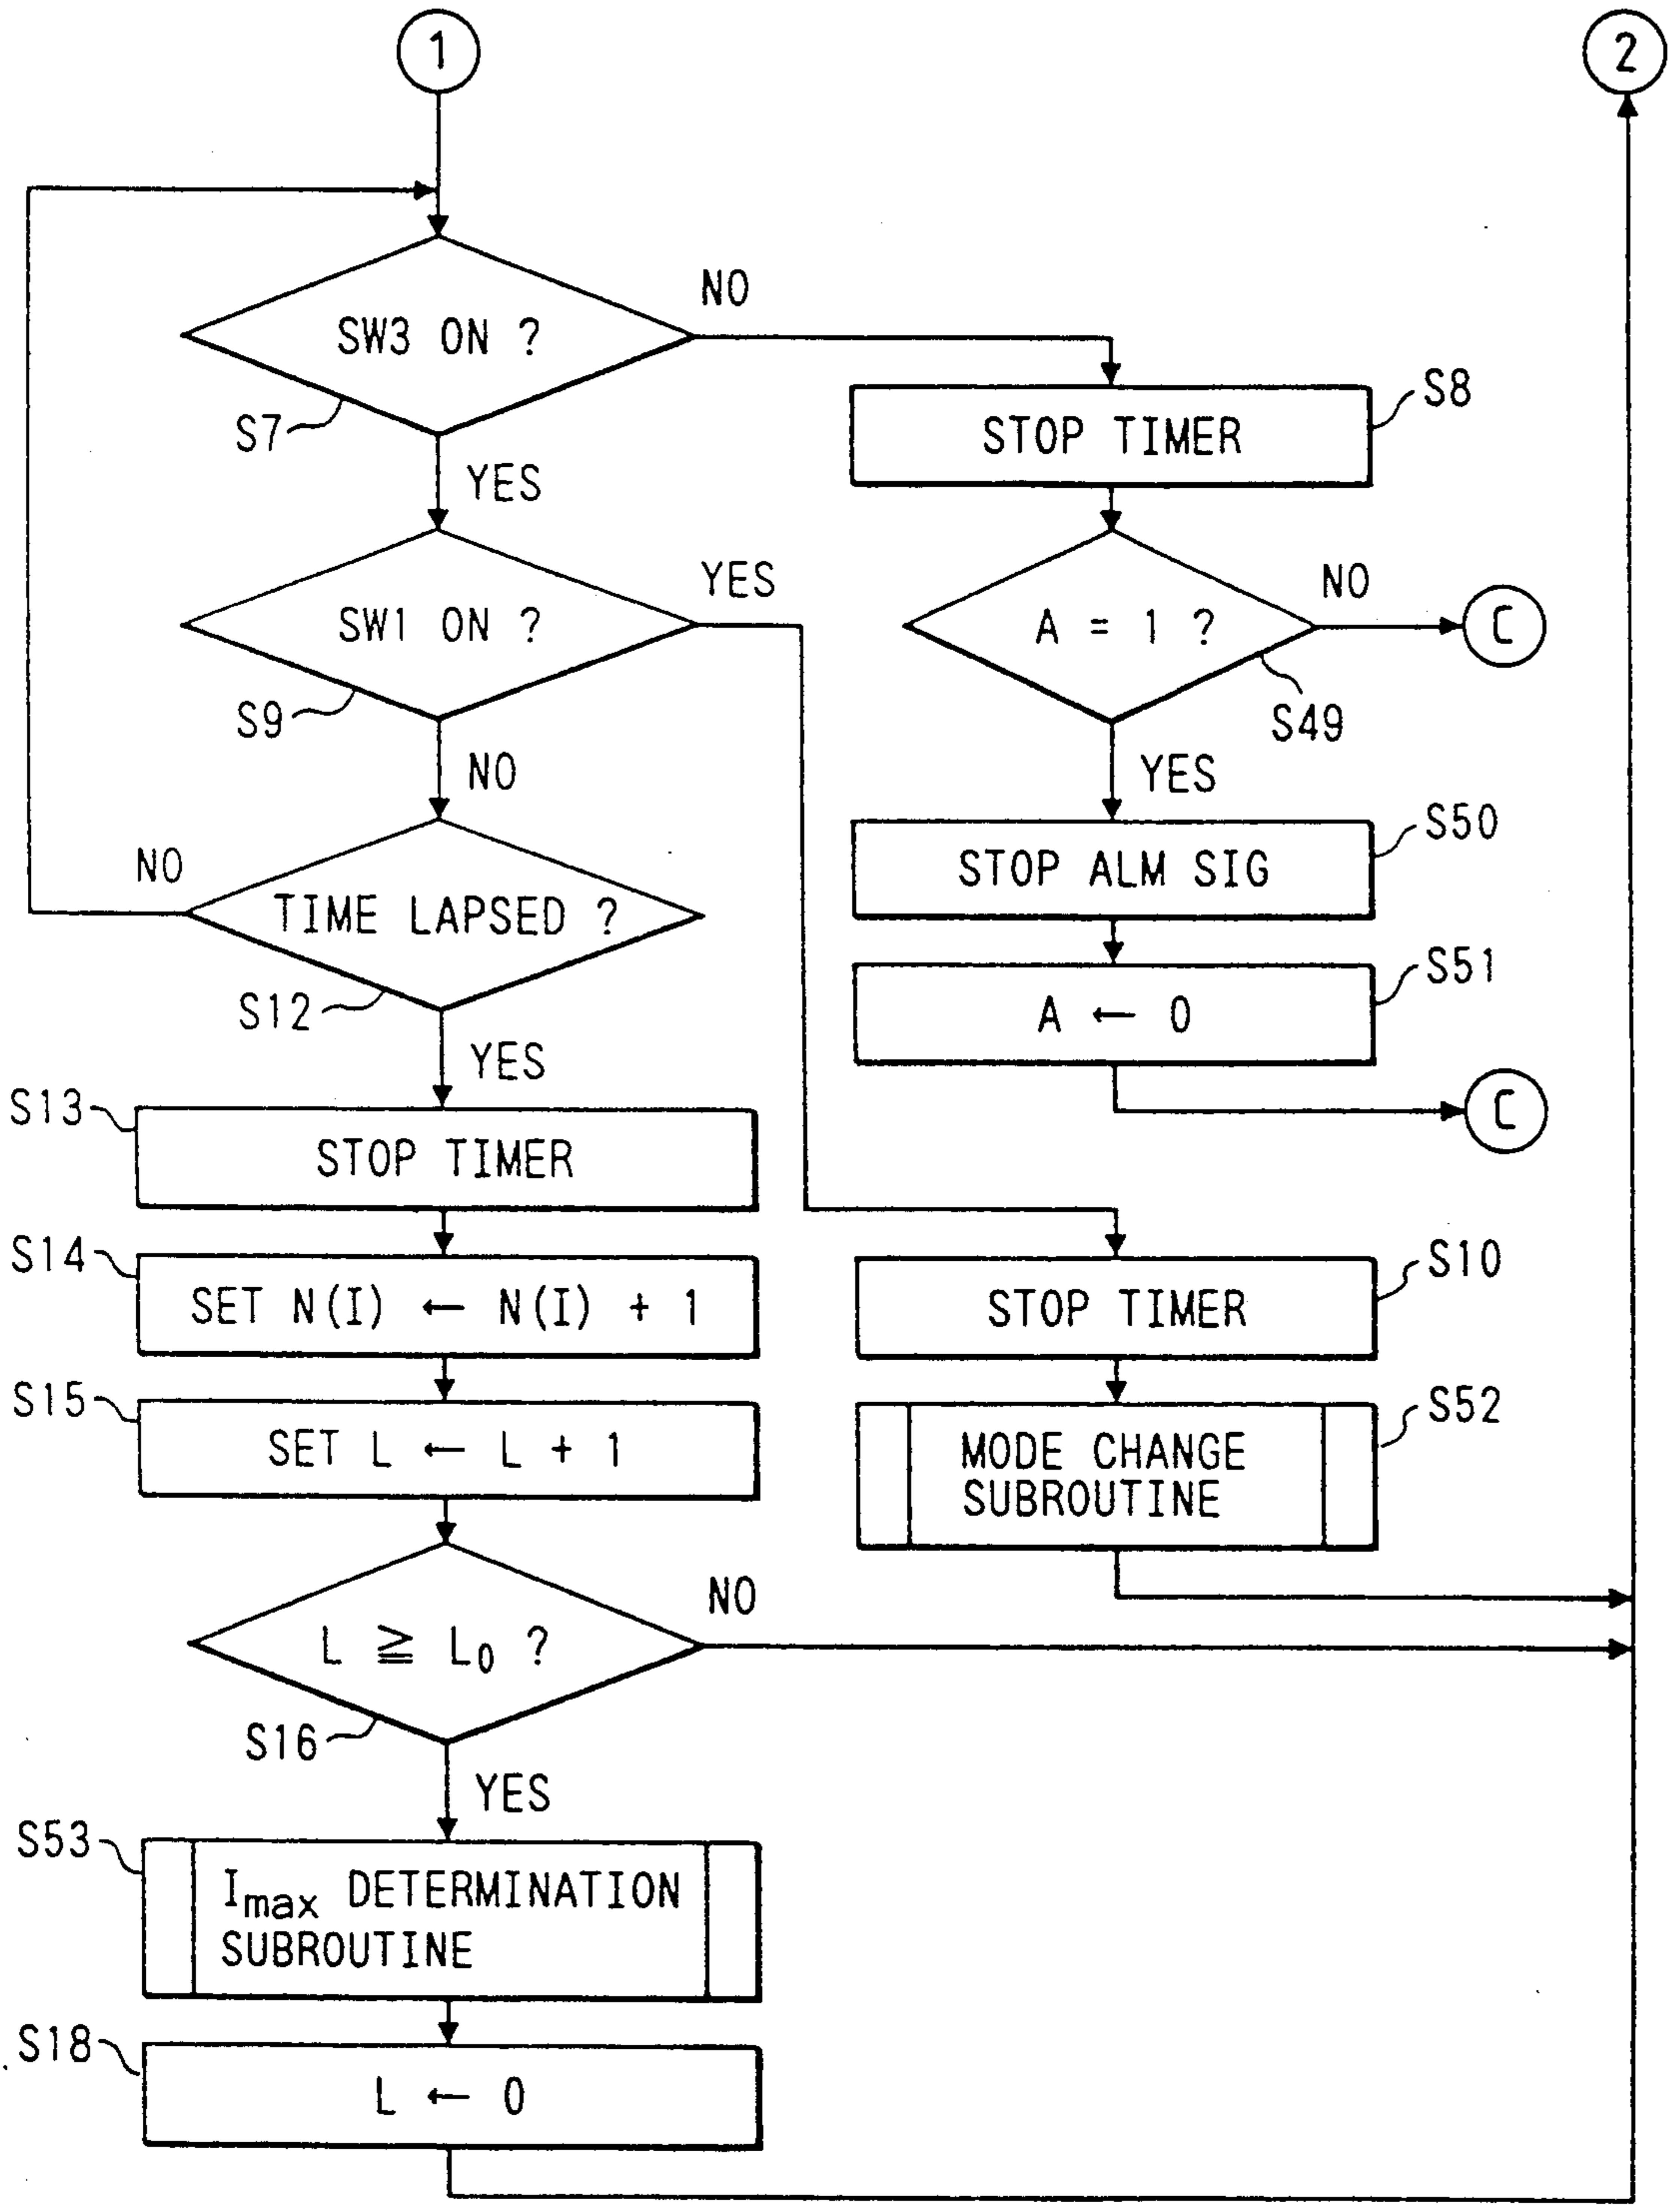 1
2
SW3 ON ?
NO
S7
YES
STOP TIMER
S8
SW1 ON ?
YES
S9
NO
A = 1 ?
NO
C
S49
YES
TIME LAPSED ?
NO
S12
YES
STOP ALM SIG
S50
A ← 0
S51
C
S13
STOP TIMER
S14
SET N(I) ← N(I) + 1
STOP TIMER
S10
S15
SET L ← L + 1
MODE CHANGE
SUBROUTINE
S52
L ≧ L₀ ?
NO
S16
YES
S53
Imax DETERMINATION
SUBROUTINE
S18
L ← 0